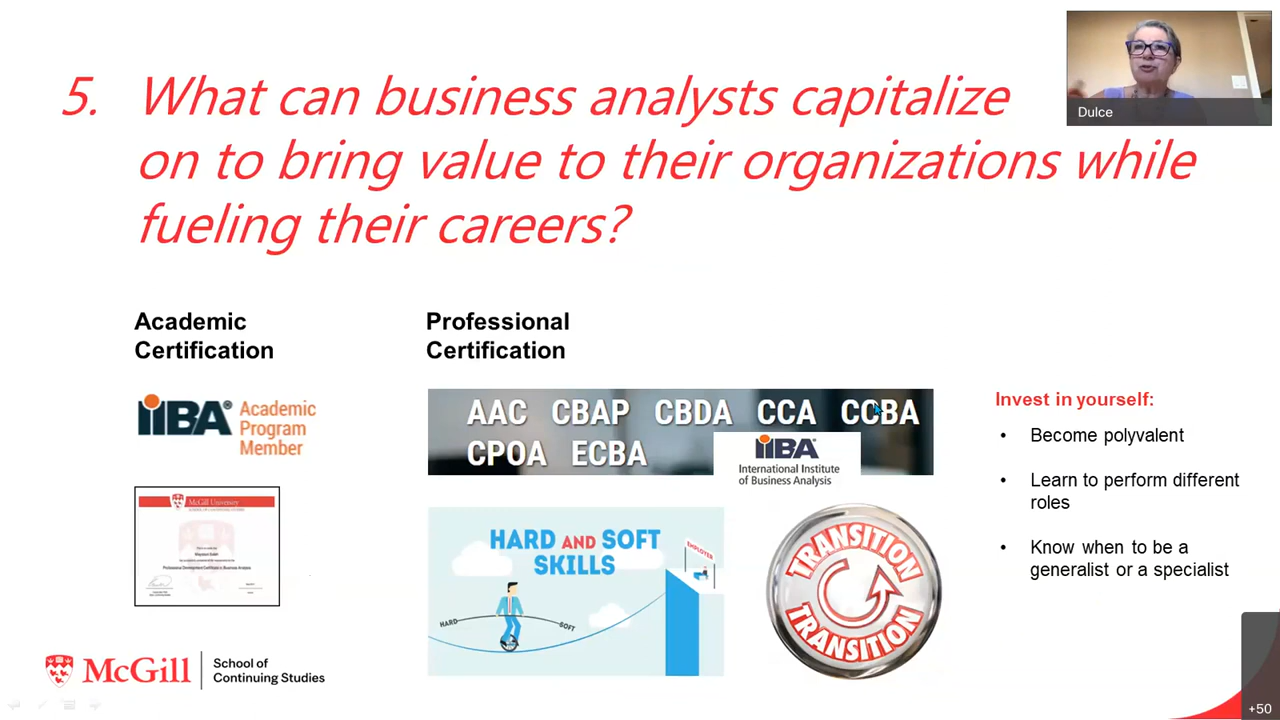 5. What can business analysts capitalize
on to bring value to their organizations while
fueling their careers?
Dulce
Academic
Certification
IIBA® Academic
Program
Member
McGill University
Professional
Certification
AAC CBAP CBDA CCA CCBA
CPOA ECBA
IIBA
International Institute
of Business Analysis
HARD AND SOFT
SKILLS
EMPLOYER
HARD
SOFT
TRANSITION
TRANSITION
Invest in yourself:
• Become polyvalent
• Learn to perform different
roles
• Know when to be a
generalist or a specialist
McGill
School of
Continuing Studies
+50